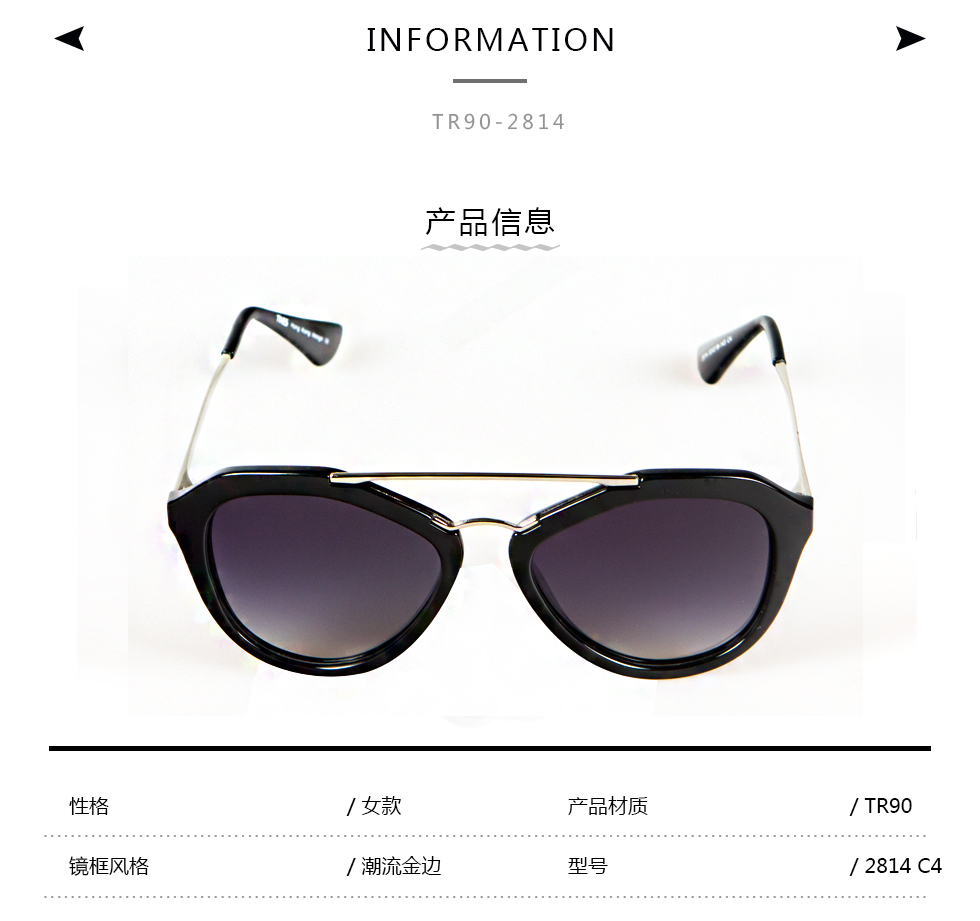 INFORMATION
TR90-2814
产品信息
性格 / 女款 产品材质 / TR90
镜框风格 / 潮流金边 型号 / 2814 C4